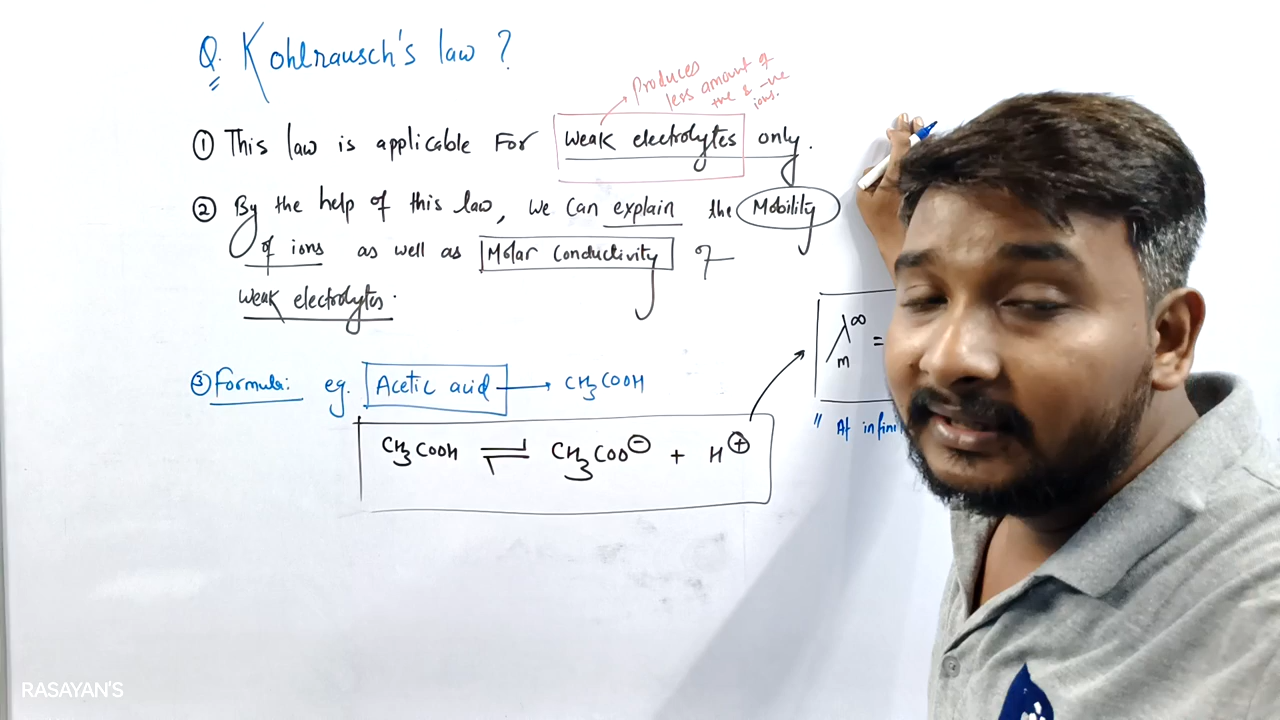 Q. Kohlrausch's law ?
Produces
less amount of
+ve & -ve
ions.
① This law is applicable For Weak electrolytes only.
② By the help of this law, we can explain the Mobility
of ions as well as Molar Conductivity of
weak electrolytes.
③ Formula: eg. Acetic acid → CH3COOH
CH3COOH ⇌ CH3COO⊖ + H⊕
λ∞m =
" At infini
RASAYAN'S